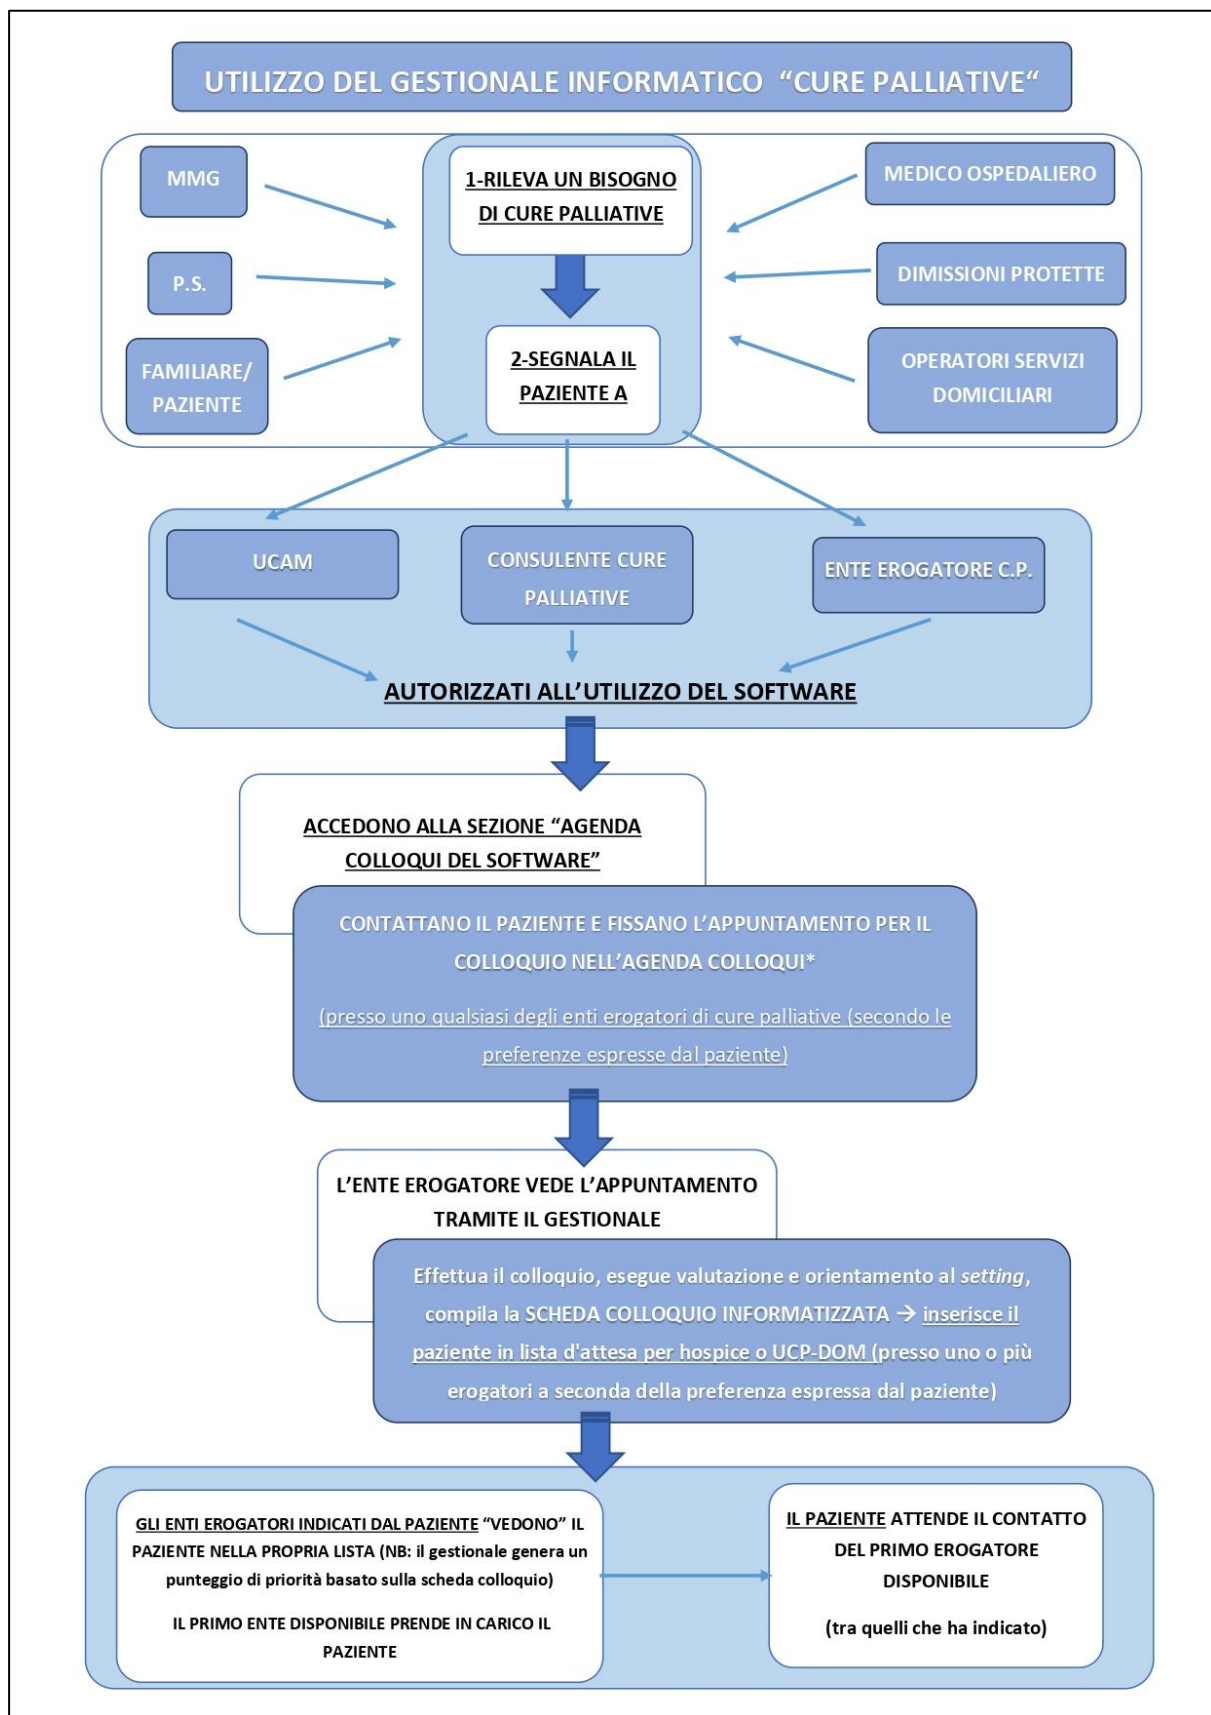 UTILIZZO DEL GESTIONALE INFORMATICO “CURE PALLIATIVE“
MMG
P.S.
FAMILIARE/
PAZIENTE
1-RILEVA UN BISOGNO
DI CURE PALLIATIVE
2-SEGNALA IL
PAZIENTE A
MEDICO OSPEDALIERO
DIMISSIONI PROTETTE
OPERATORI SERVIZI
DOMICILIARI
UCAM
CONSULENTE CURE
PALLIATIVE
ENTE EROGATORE C.P.
AUTORIZZATI ALL’UTILIZZO DEL SOFTWARE
ACCEDONO ALLA SEZIONE “AGENDA
COLLOQUI DEL SOFTWARE”
CONTATTANO IL PAZIENTE E FISSANO L’APPUNTAMENTO PER IL
COLLOQUIO NELL’AGENDA COLLOQUI*
(presso uno qualsiasi degli enti erogatori di cure palliative (secondo le
preferenze espresse dal paziente)
L’ENTE EROGATORE VEDE L’APPUNTAMENTO
TRAMITE IL GESTIONALE
Effettua il colloquio, esegue valutazione e orientamento al setting,
compila la SCHEDA COLLOQUIO INFORMATIZZATA → inserisce il
paziente in lista d'attesa per hospice o UCP-DOM (presso uno o più
erogatori a seconda della preferenza espressa dal paziente)
GLI ENTI EROGATORI INDICATI DAL PAZIENTE “VEDONO” IL
PAZIENTE NELLA PROPRIA LISTA (NB: il gestionale genera un
punteggio di priorità basato sulla scheda colloquio)
IL PRIMO ENTE DISPONIBILE PRENDE IN CARICO IL
PAZIENTE
IL PAZIENTE ATTENDE IL CONTATTO
DEL PRIMO EROGATORE
DISPONIBILE
(tra quelli che ha indicato)